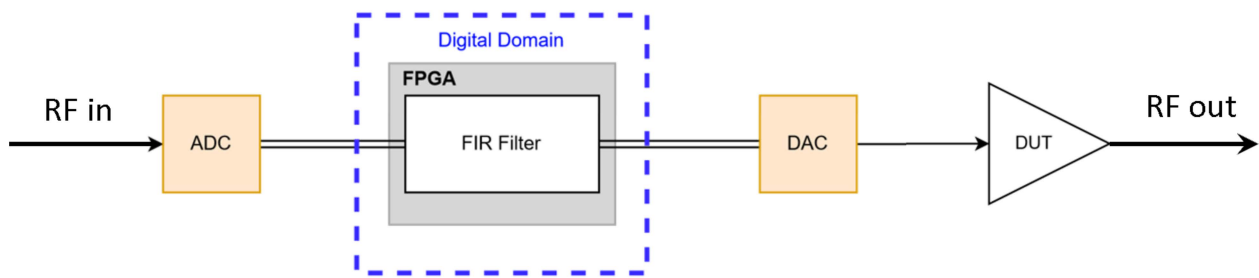 Digital Domain
FPGA
RF in
ADC
FIR Filter
DAC
DUT
RF out